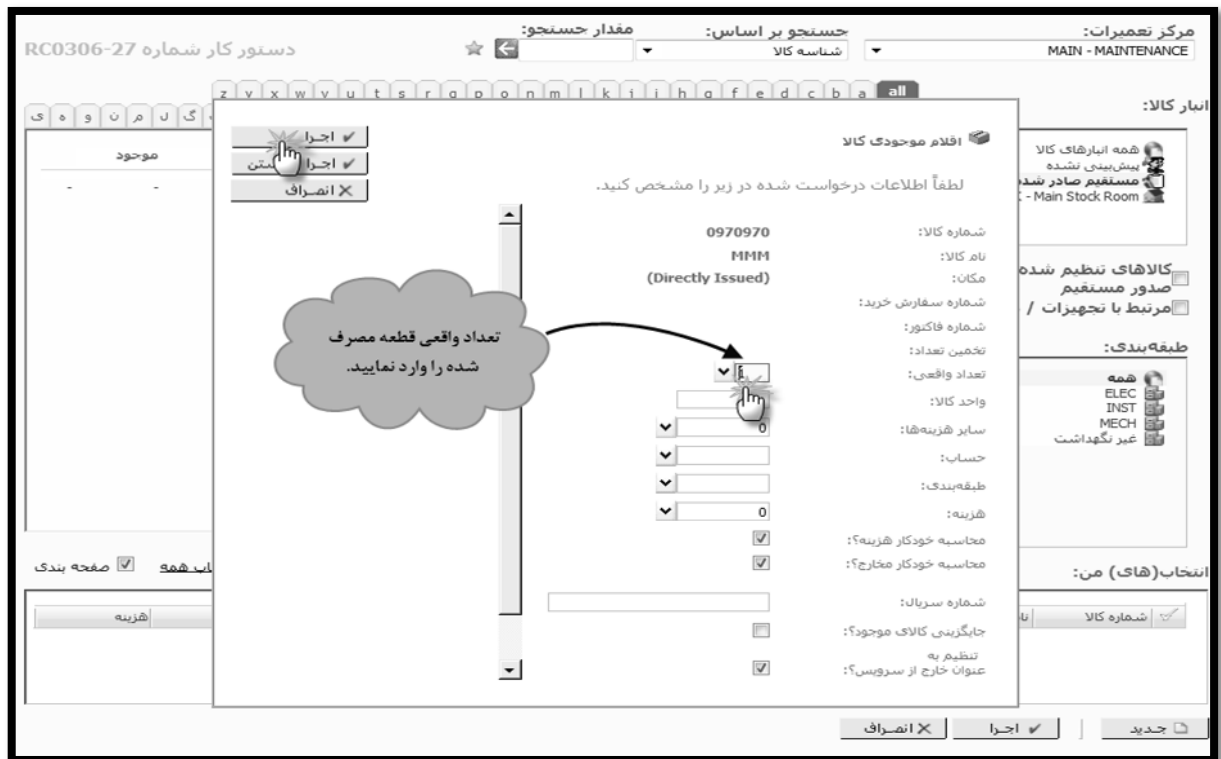 مرکز تعمیرات:
MAIN - MAINTENANCE
جستجو بر اساس:
شناسه کالا
مقدار جستجو:
دستور کار شماره RC0306-27
all a b c d e f g h i j k l m n o p q r s t u v w x y z
گ ل م ن و ه ی
انبار کالا:
همه انبارهای کالا
پیش‌بینی نشده
مستقیم صادر شده
- Main Stock Room
کالاهای تنظیم شده
صدور مستقیم
مرتبط با تجهیزات /
طبقه‌بندی:
همه
ELEC
INST
MECH
غیر نگهداشت
موجود
- -
اقلام موجودی کالا
اجرا
اجرا
انصراف
لطفاً اطلاعات درخواست شده در زیر را مشخص کنید.
شماره کالا: 0970970
نام کالا: MMM
مکان: (Directly Issued)
شماره سفارش خرید:
شماره فاکتور:
تخمین تعداد:
تعداد واقعی:
واحد کالا:
سایر هزینه‌ها: 0
حساب:
طبقه‌بندی:
هزینه: 0
محاسبه خودکار هزینه؟:
محاسبه خودکار مخارج؟:
شماره سریال:
جایگزینی کالای موجود؟:
تنظیم به
عنوان خارج از سرویس؟:
تعداد واقعی قطعه مصرف
شده را وارد نمایید.
همه
صفحه بندی
انتخاب(های) من:
شماره کالا
هزینه
جدید
اجرا
انصراف